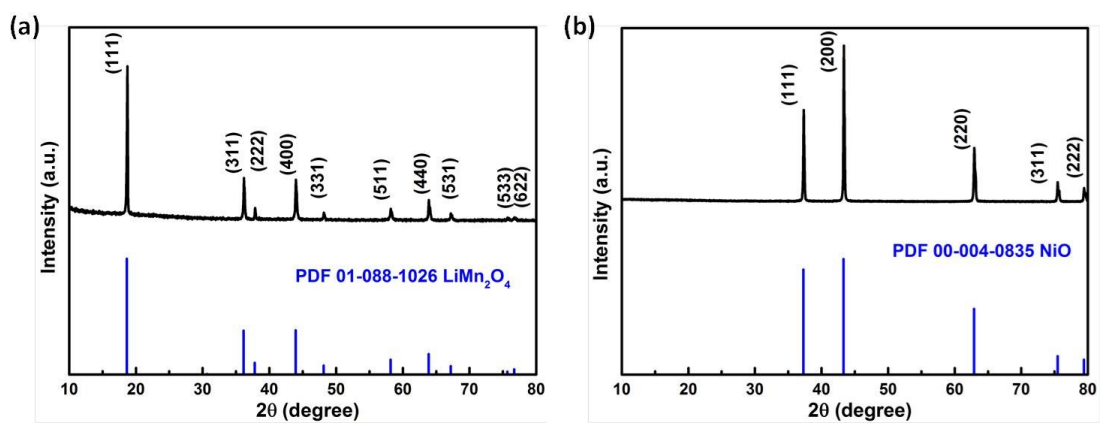 (a)
(111)
(311)
(222)
(400)
(331)
(511)
(440)
(531)
(533)
(622)
Intensity (a.u.)
PDF 01-088-1026 LiMn₂O₄
10 20 30 40 50 60 70 80
2θ (degree)
(b)
(111)
(200)
(220)
(311)
(222)
Intensity (a.u.)
PDF 00-004-0835 NiO
10 20 30 40 50 60 70 80
2θ (degree)